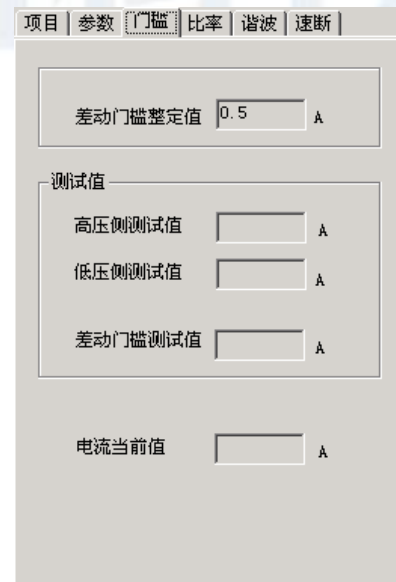 项目 参数 门槛 比率 谐波 速断
差动门槛整定值 0.5 A
测试值
高压侧测试值 A
低压侧测试值 A
差动门槛测试值 A
电流当前值 A